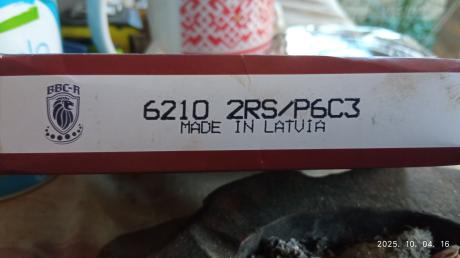 BBC-R
6210 2RS/P6C3
MADE IN LATVIA
2025. 10. 04. 16